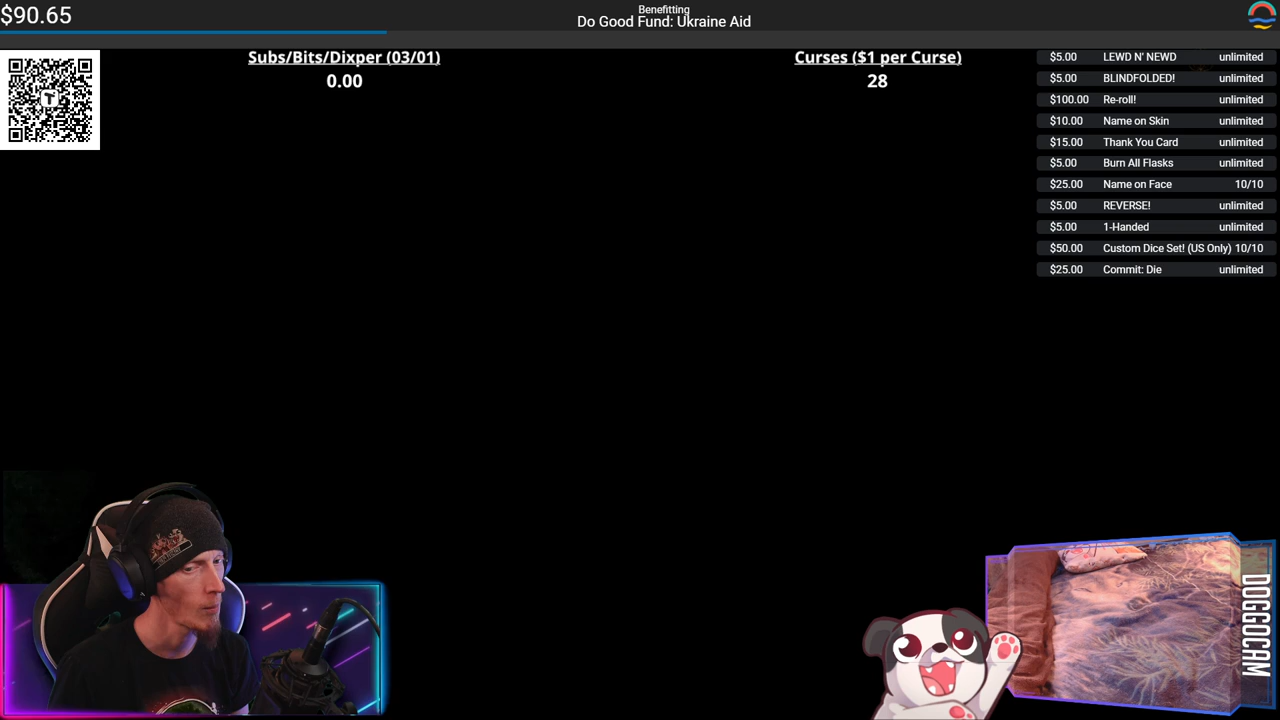 $90.65
Benefitting
Do Good Fund: Ukraine Aid
Subs/Bits/Dixper (03/01)
0.00
Curses ($1 per Curse)
28
$5.00 LEWD N' NEWD unlimited
$5.00 BLINDFOLDED! unlimited
$100.00 Re-roll! unlimited
$10.00 Name on Skin unlimited
$15.00 Thank You Card unlimited
$5.00 Burn All Flasks unlimited
$25.00 Name on Face 10/10
$5.00 REVERSE! unlimited
$5.00 1-Handed unlimited
$50.00 Custom Dice Set! (US Only) 10/10
$25.00 Commit: Die unlimited
DOGGOCAM